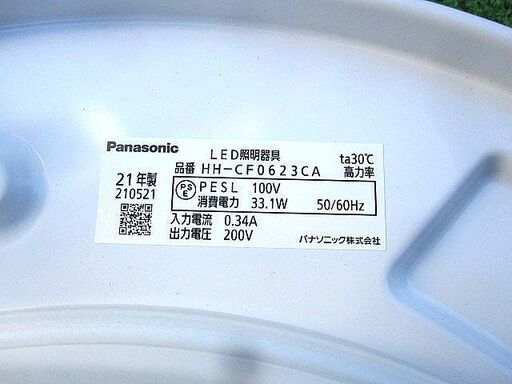 Panasonic
LED照明器具
ta30℃
品番 HH-CF0623CA
高力率
21年製
210521
PSE
PESL 100V
消費電力 33.1W 50/60Hz
入力電流 0.34A
出力電圧 200V
パナソニック株式会社